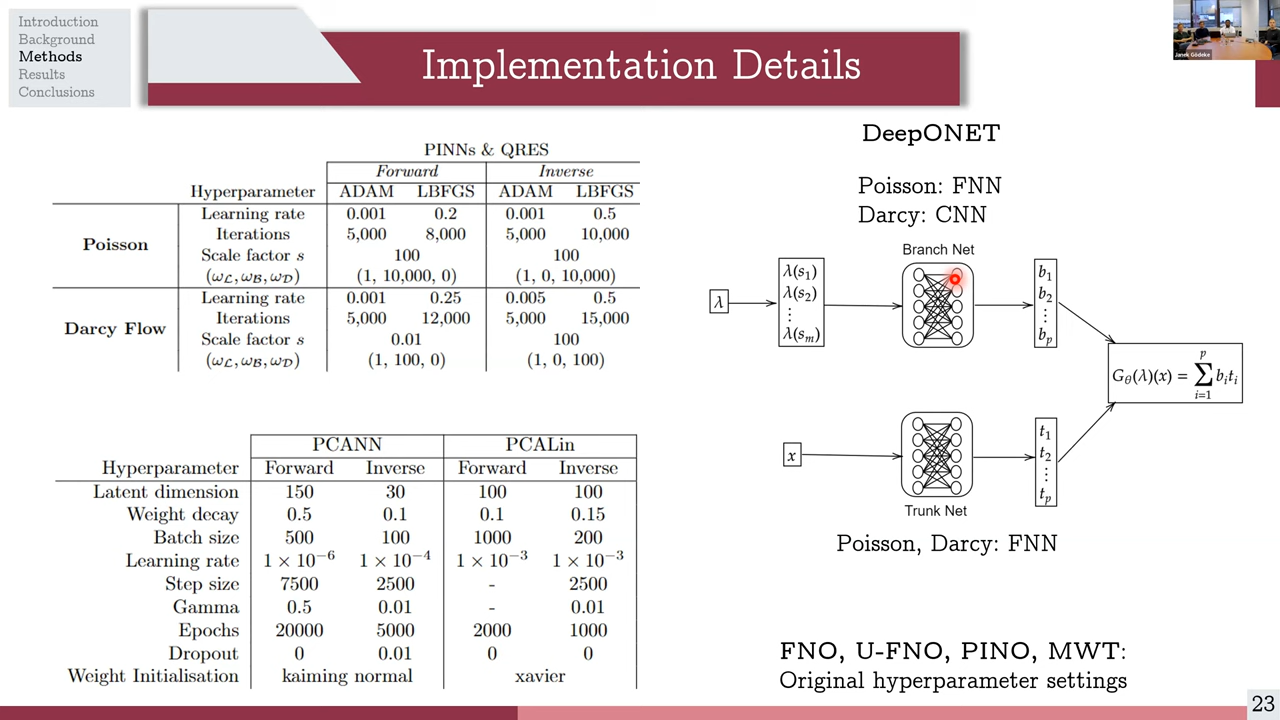 Introduction
Background
Methods
Results
Conclusions
Implementation Details
Janek Gödeke
PINNs & QRES
Forward Inverse
Hyperparameter ADAM LBFGS ADAM LBFGS
Poisson
Learning rate 0.001 0.2 0.001 0.5
Iterations 5,000 8,000 5,000 10,000
Scale factor s 100 100
(ω_ℒ, ω_ℬ, ω_𝒟) (1, 10,000, 0) (1, 0, 10,000)
Darcy Flow
Learning rate 0.001 0.25 0.005 0.5
Iterations 5,000 12,000 5,000 15,000
Scale factor s 0.01 100
(ω_ℒ, ω_ℬ, ω_𝒟) (1, 100, 0) (1, 0, 100)
PCANN PCALin
Hyperparameter Forward Inverse Forward Inverse
Latent dimension 150 30 100 100
Weight decay 0.5 0.1 0.1 0.15
Batch size 500 100 1000 200
Learning rate 1 × 10⁻⁶ 1 × 10⁻⁴ 1 × 10⁻³ 1 × 10⁻³
Step size 7500 2500 - 2500
Gamma 0.5 0.01 - 0.01
Epochs 20000 5000 2000 1000
Dropout 0 0.01 0 0
Weight Initialisation kaiming normal xavier
DeepONET
Poisson: FNN
Darcy: CNN
Branch Net
λ
λ(s₁)
λ(s₂)
⋮
λ(sₘ)
b₁
b₂
⋮
bₚ
G_θ(λ)(x) = ∑_{i=1}^{p} bᵢtᵢ
x
t₁
t₂
⋮
tₚ
Trunk Net
Poisson, Darcy: FNN
FNO, U-FNO, PINO, MWT:
Original hyperparameter settings
23